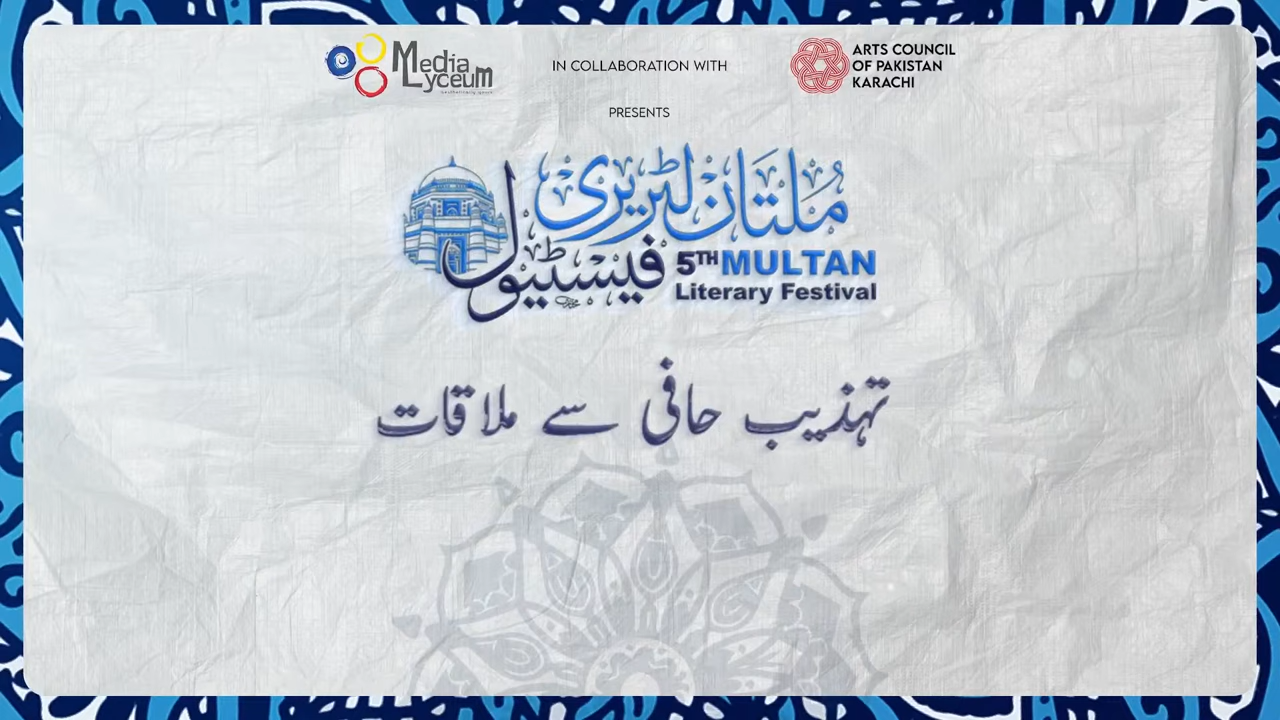 Media Lyceum
IN COLLABORATION WITH
ARTS COUNCIL
OF PAKISTAN
KARACHI
PRESENTS
ملتان لٹریری
فیسٹیول
5TH MULTAN
Literary Festival
تہذیب حافی سے ملاقات